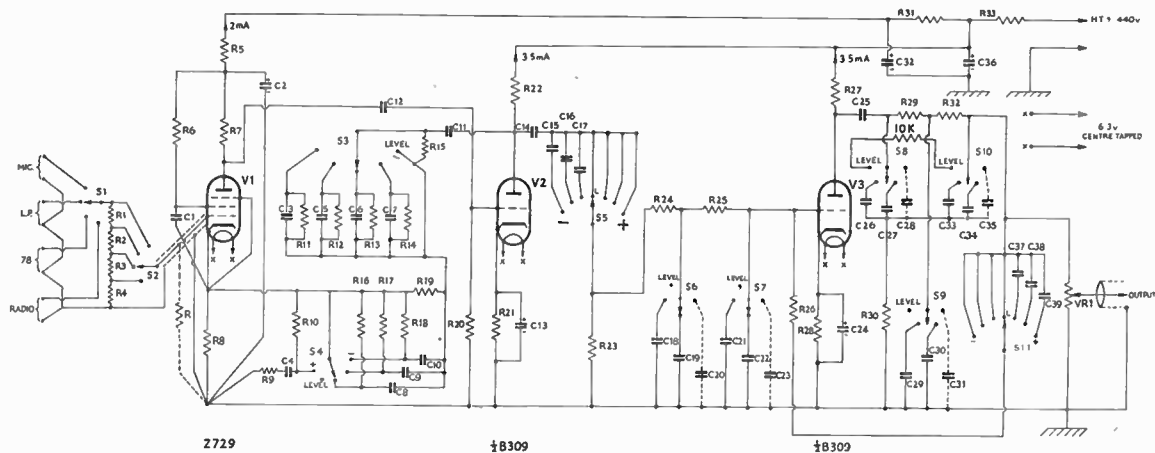 R31
R33
HT+ 440v
2mA
R5
3.5mA
3.5mA
C32
C36
C2
R22
R27
C25
R29
R32
6.3v
CENTRE TAPPED
x
x
R6
R7
C12
C11
C14
C15
C16
C17
10K
S8
S10
LEVEL
LEVEL
S3
LEVEL
R15
MIC.
S1
L.P.
78
RADIO
R1
R2
R3
R4
S2
C1
V1
V2
V3
C5
C6
C7
R11
R12
R13
R14
L
S5
+
R24
R25
C26
C27
C28
C33
C34
C35
x
x
x
x
x
x
R
R8
R16
R17
R19
R18
R10
R20
R21
C13
R23
LEVEL
S6
LEVEL
S7
R26
R28
C24
R30
LEVEL
S9
C37
C38
C39
VR1
OUTPUT
L
S11
+
R9
C4
+
S4
LEVEL
C10
C9
C8
C18
C19
C20
C21
C22
C23
C29
C30
C31
Z729
½B309
½B309